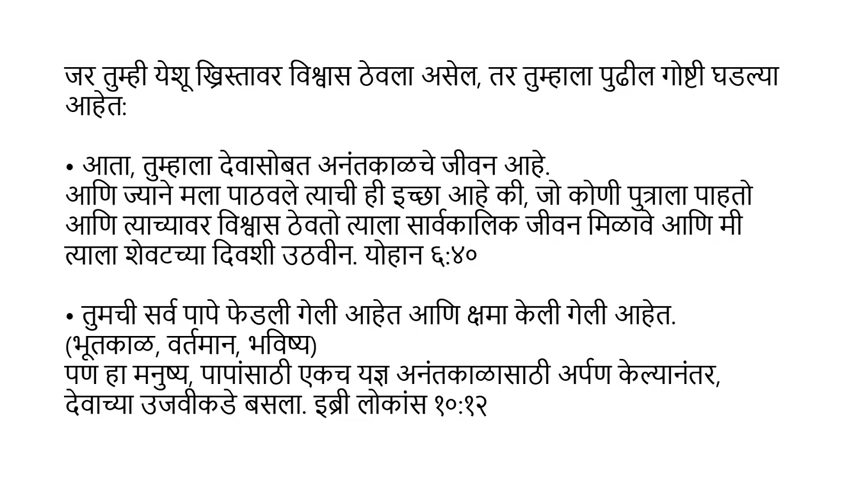 जर तुम्ही येशू ख्रिस्तावर विश्वास ठेवला असेल, तर तुम्हाला पुढील गोष्टी घडल्या
आहेत:
• आता, तुम्हाला देवासोबत अनंतकाळचे जीवन आहे.
आणि ज्याने मला पाठवले त्याची ही इच्छा आहे की, जो कोणी पुत्राला पाहतो
आणि त्याच्यावर विश्वास ठेवतो त्याला सार्वकालिक जीवन मिळावे आणि मी
त्याला शेवटच्या दिवशी उठवीन. योहान ६:४०
• तुमची सर्व पापे फेडली गेली आहेत आणि क्षमा केली गेली आहेत.
(भूतकाळ, वर्तमान, भविष्य)
पण हा मनुष्य, पापांसाठी एकच यज्ञ अनंतकाळासाठी अर्पण केल्यानंतर,
देवाच्या उजवीकडे बसला. इब्री लोकांस १०:१२